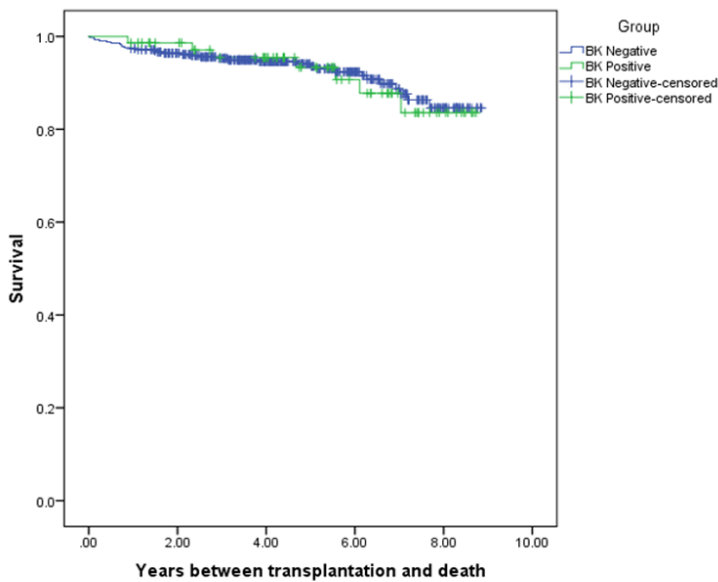 Group
BK Negative
BK Positive
BK Negative-censored
BK Positive-censored
Survival
1.0
0.8
0.6
0.4
0.2
0.0
.00 2.00 4.00 6.00 8.00 10.00
Years between transplantation and death